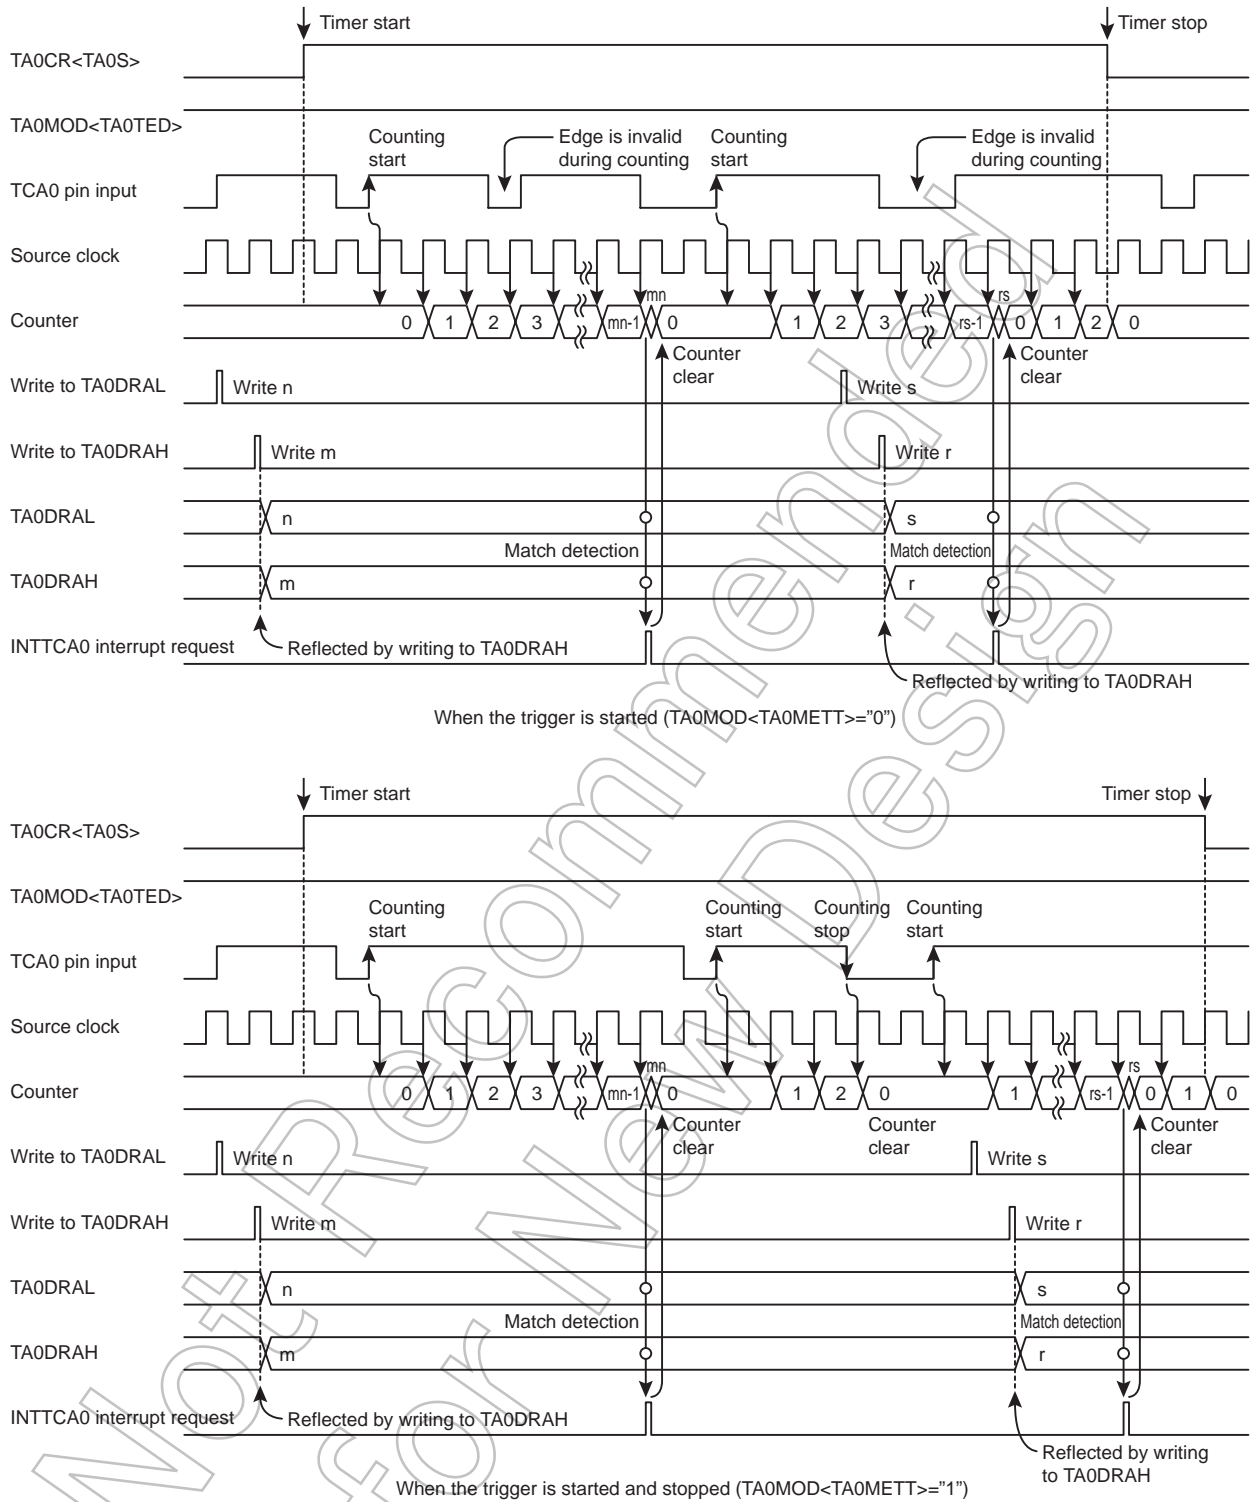 Timer start
Timer stop
TA0CR<TA0S>
TA0MOD<TA0TED>
Counting start
Edge is invalid during counting
Counting start
Edge is invalid during counting
TCA0 pin input
Source clock
mn
rs
Counter
0 1 2 3 mn-1 0 1 2 3 rs-1 0 1 2 0
Counter clear
Counter clear
Write to TA0DRAL
Write n
Write s
Write to TA0DRAH
Write m
Write r
TA0DRAL
n
s
Match detection
Match detection
TA0DRAH
m
r
INTTCA0 interrupt request
Reflected by writing to TA0DRAH
Reflected by writing to TA0DRAH
When the trigger is started (TA0MOD<TA0METT>=”0”)
Timer start
Timer stop
TA0CR<TA0S>
TA0MOD<TA0TED>
Counting start
Counting start
Counting stop
Counting start
TCA0 pin input
Source clock
mn
rs
Counter
0 1 2 3 mn-1 0 1 2 0 1 rs-1 0 1 0
Counter clear
Counter clear
Counter clear
Write to TA0DRAL
Write n
Write s
Write to TA0DRAH
Write m
Write r
TA0DRAL
n
s
Match detection
Match detection
TA0DRAH
m
r
INTTCA0 interrupt request
Reflected by writing to TA0DRAH
Reflected by writing
to TA0DRAH
When the trigger is started and stopped (TA0MOD<TA0METT>=”1”)
Not Recommended
for New Design